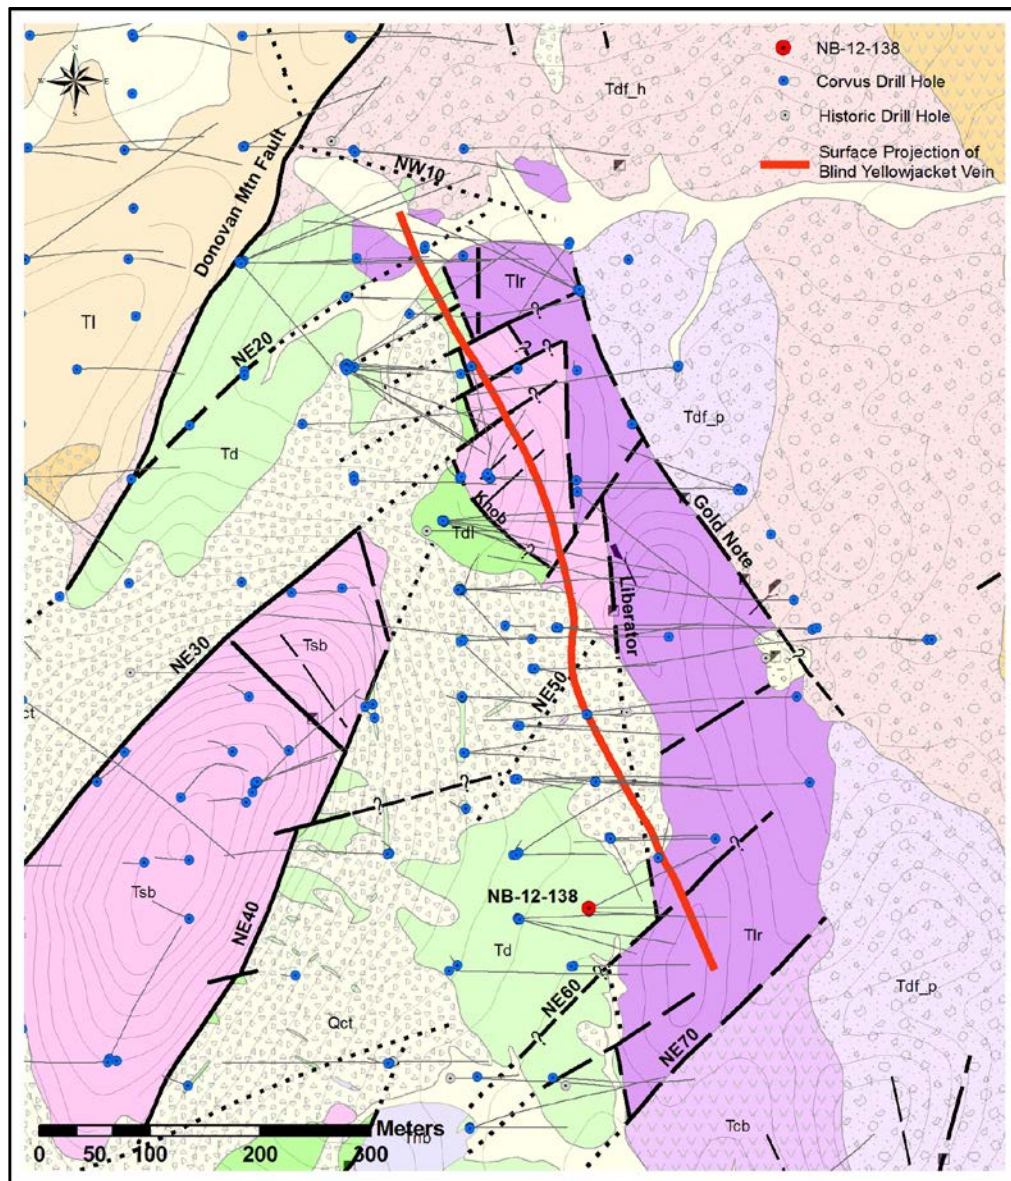 N
W E
S
NB-12-138
Corvus Drill Hole
Historic Drill Hole
Surface Projection of
Blind Yellowjacket Vein
Tdf_h
Donovan Mtn Fault
NW10
Tlr
?
Tl
NE20
?
?
?
Tdf_p
Td
Knob
Gold Note
Tdl
?
Liberator
NE30
Tsb
?
NE50
ct
?
?
?
NB-12-138
Tsb
NE40
Td
Tlr
Tdf_p
?
NE60
Qct
NE70
?
Tcb
Meters
0 50 100 200 300